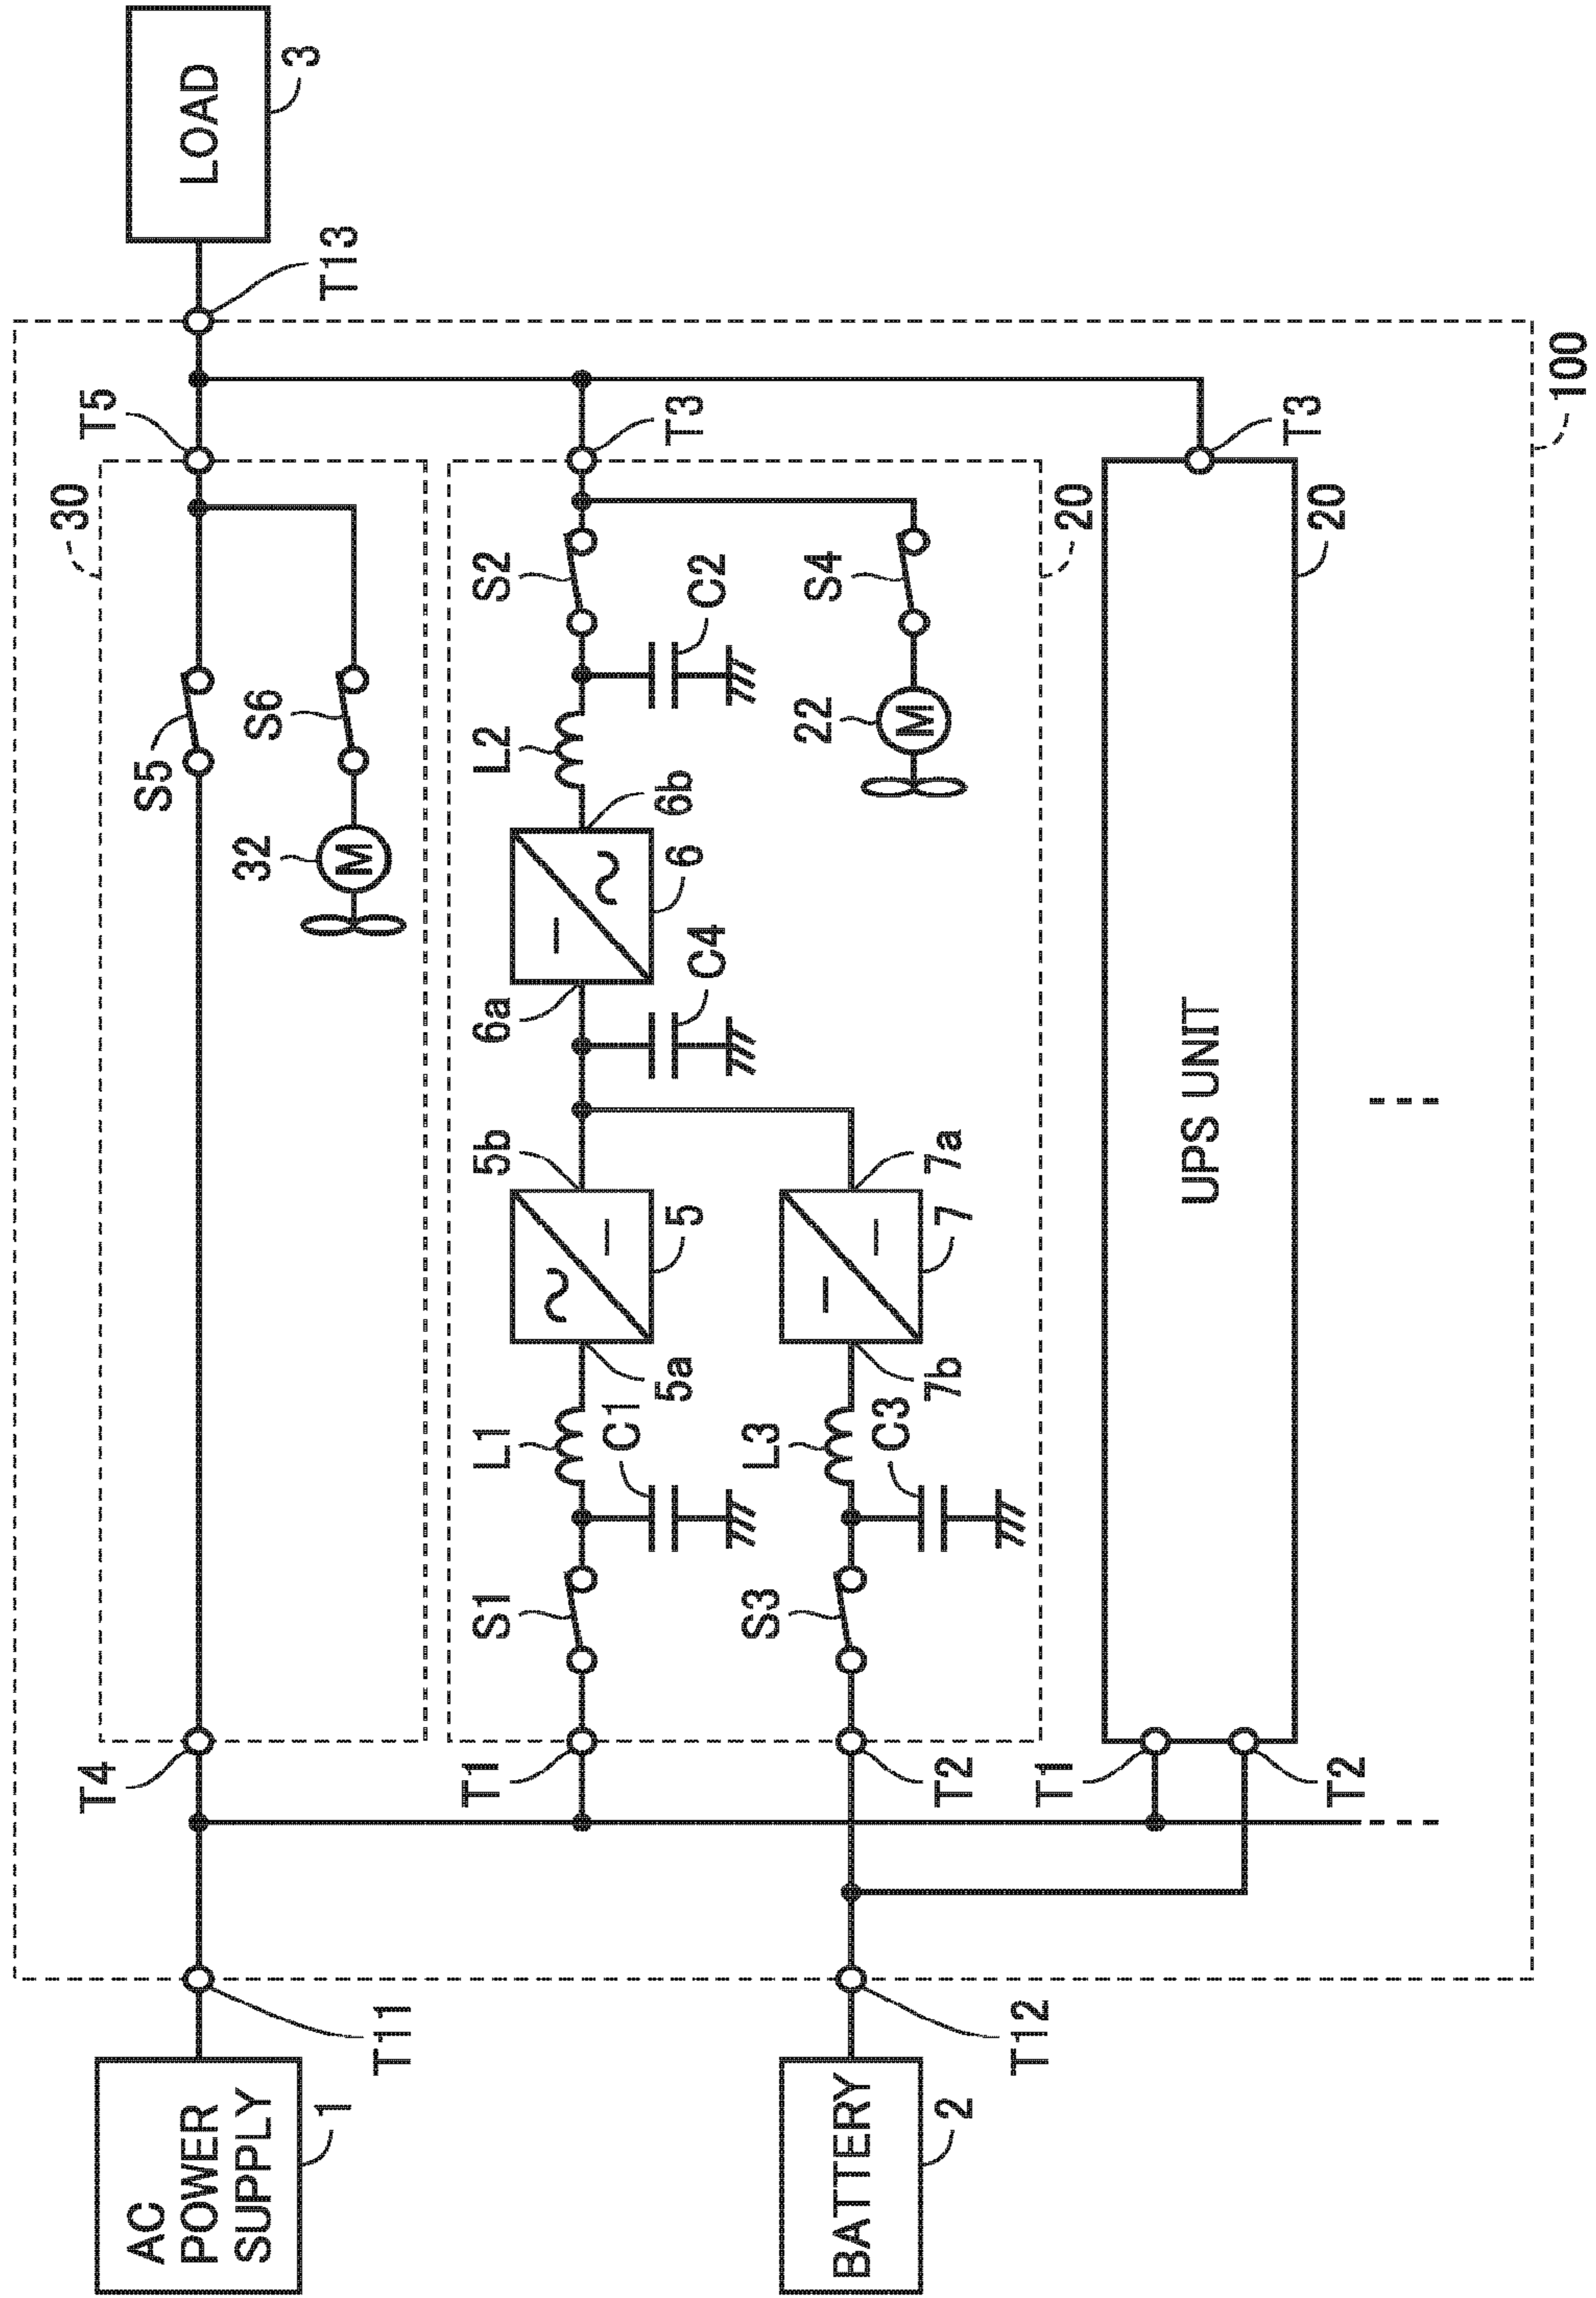 AC
POWER
SUPPLY
1
T11
T4
30
S5
S6
32
M
T5
T13
LOAD
3
T1
S1
L1
C1
5a
5
5b
6a
C4
6
6b
L2
C2
S2
T3
BATTERY
2
T12
T2
S3
L3
C3
7b
7
7a
22
M
S4
20
T1
T2
UPS UNIT
T3
20
100